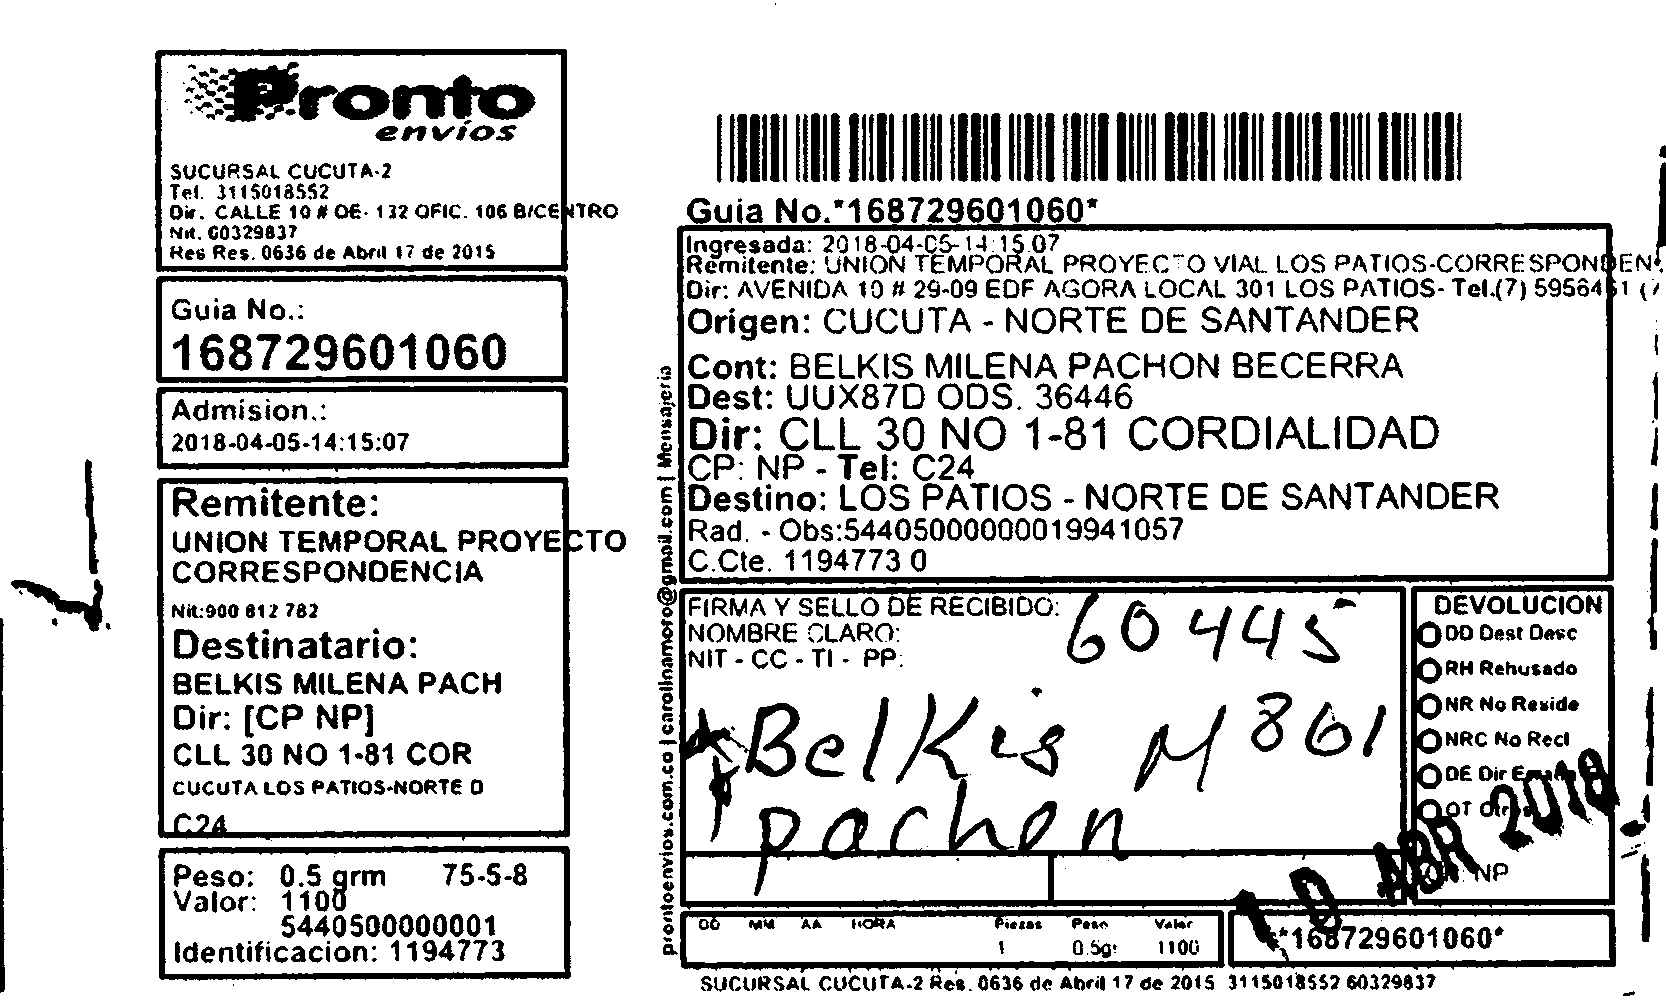 Pronto
envíos
SUCURSAL CUCUTA-2
Tel. 3115018552
Dir. CALLE 10 # OE- 132 OFIC. 106 B/CENTRO
Nit. 60329837
Res Res. 0636 de Abril 17 de 2015
Guia No.:
168729601060
Admision.:
2018-04-05-14:15:07
Remitente:
UNION TEMPORAL PROYECTO
CORRESPONDENCIA
Nit:900 812 782
Destinatario:
BELKIS MILENA PACH
Dir: [CP NP]
CLL 30 NO 1-81 COR
CUCUTA LOS PATIOS-NORTE D
C24
Peso: 0.5 grm 75-5-8
Valor: 1100
5440500000001
Identificacion: 1194773
prontoenvios.com.co | carolinamoro@gmail.com | Mensajeria
Guia No.*168729601060*
Ingresada: 2018-04-05-14:15:07
Remitente: UNION TEMPORAL PROYECTO VIAL LOS PATIOS-CORRESPONDEN
Dir: AVENIDA 10 # 29-09 EDF AGORA LOCAL 301 LOS PATIOS- Tel.(7) 5956461 (
Origen: CUCUTA - NORTE DE SANTANDER
Cont: BELKIS MILENA PACHON BECERRA
Dest: UUX87D ODS. 36446
Dir: CLL 30 NO 1-81 CORDIALIDAD
CP: NP - Tel: C24
Destino: LOS PATIOS - NORTE DE SANTANDER
Rad. - Obs:54405000000019941057
C.Cte. 1194773 0
FIRMA Y SELLO DE RECIBIDO:
NOMBRE CLARO:
NIT - CC - TI - PP:
60445
Belkis M 861
pachon
DEVOLUCION
DD Dest Desc
RH Rehusado
NR No Reside
NRC No Recl
DE Dir
OT
NP
10 ABR 2018
DD MM AA HORA Piezas Peso Valor
1 0.5gr 1100
*168729601060*
SUCURSAL CUCUTA-2 Res. 0636 de Abril 17 de 2015 3115018552 60329837